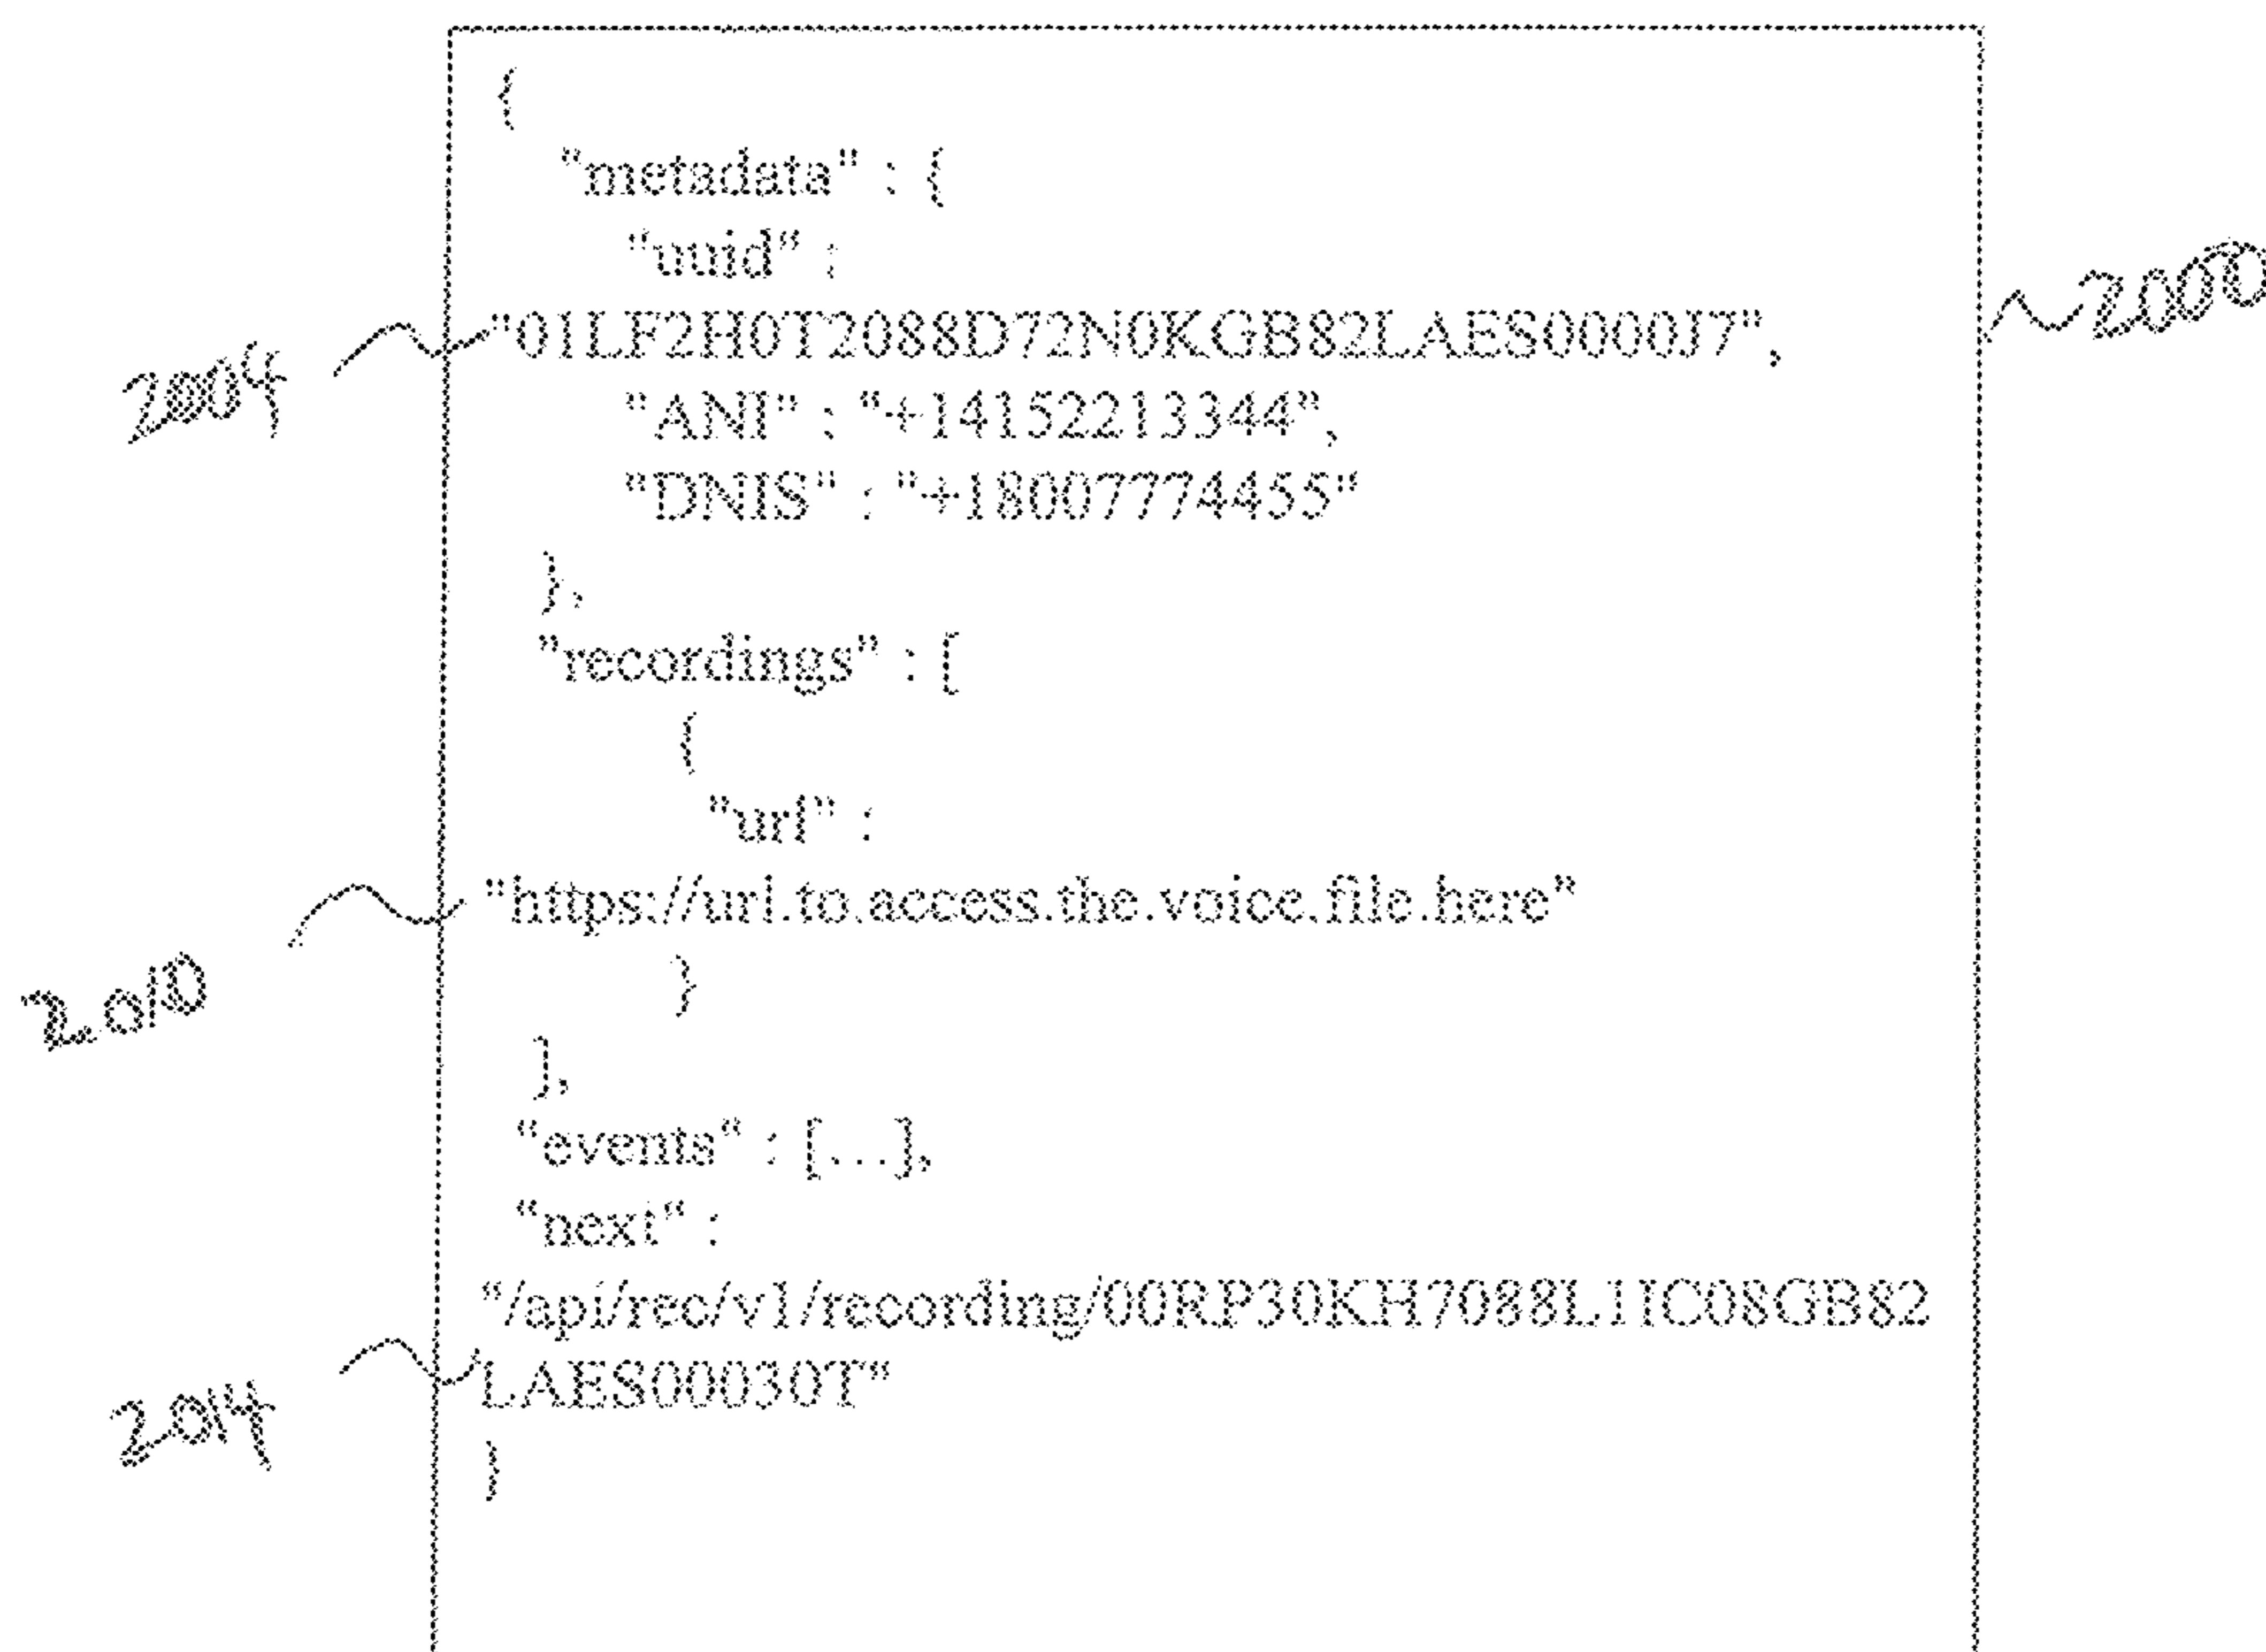 {
"metadata" : {
"uuid" :
"01LF2H0T2088D72N0KGB82LAES0000J7",
"ANI" : "+14152213344",
"DNIS" : "+18007774455"
},
"recordings" : [
{
"url" :
"https://url.to.access.the.voice.file.here"
}
],
"events" : [...],
"next" :
"/api/rec/v1/recording/00RP30KH7088L1IC08GB82
LAES00030T"
}
2000
2004
2010
2014